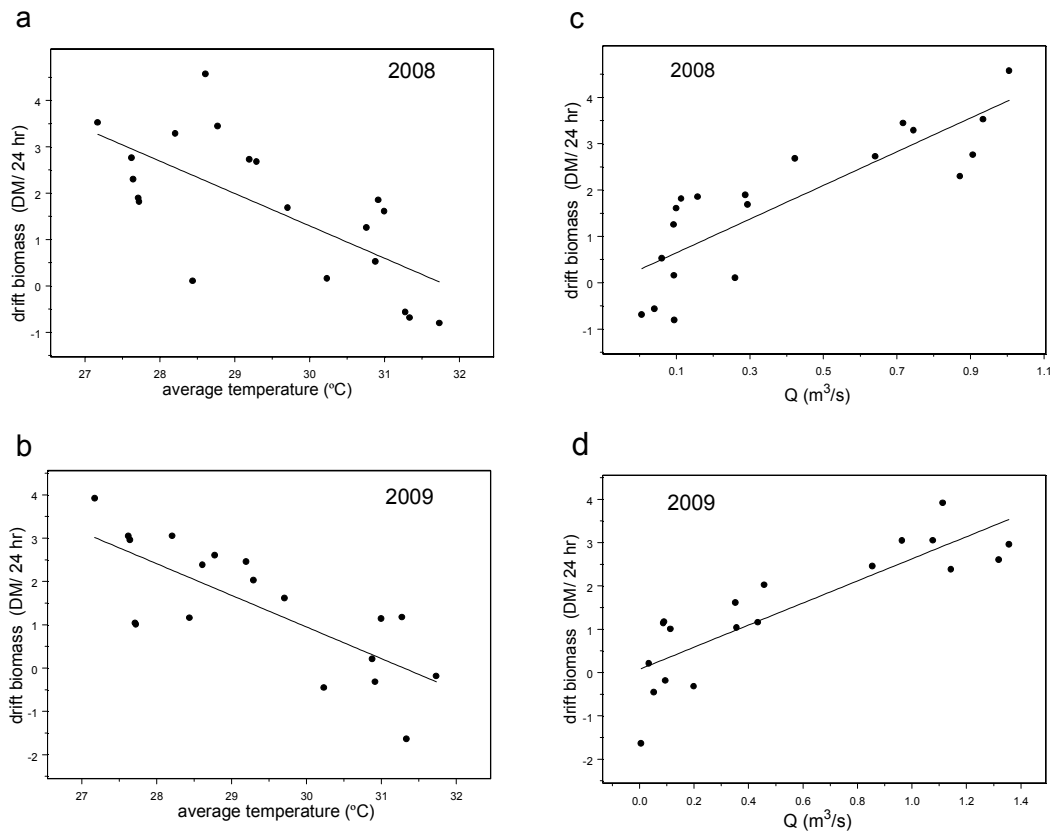 a
2008
drift biomass (DM/ 24 hr)
4
3
2
1
0
-1
27 28 29 30 31 32
average temperature (ºC)
c
2008
drift biomass (DM/ 24 hr)
4
3
2
1
0
-1
0.1 0.3 0.5 0.7 0.9 1.1
Q (m³/s)
b
2009
drift biomass (DM/ 24 hr)
4
3
2
1
0
-1
-2
27 28 29 30 31 32
average temperature (ºC)
d
2009
drift biomass (DM/ 24 hr)
4
3
2
1
0
-1
-2
0.0 0.2 0.4 0.6 0.8 1.0 1.2 1.4
Q (m³/s)